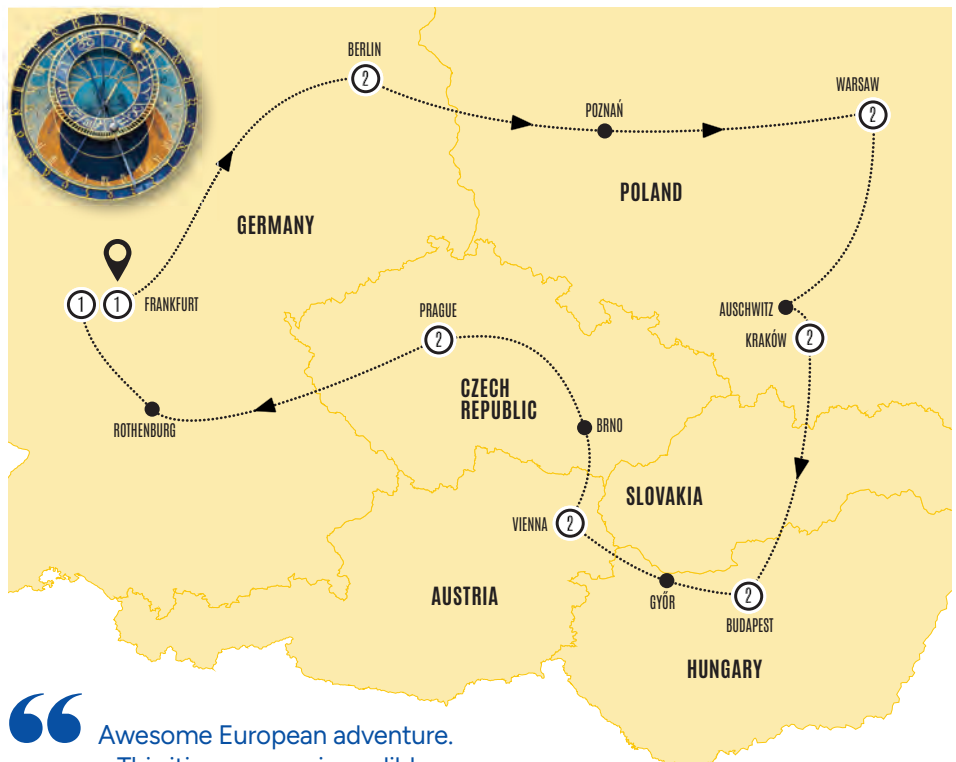 BERLIN
2
WARSAW
2
POZNAŃ
POLAND
GERMANY
1
1
FRANKFURT
AUSCHWITZ
KRAKÓW
2
PRAGUE
2
CZECH
REPUBLIC
ROTHENBURG
BRNO
SLOVAKIA
VIENNA
2
AUSTRIA
GYŐR
2
BUDAPEST
HUNGARY
“ Awesome European adventure.